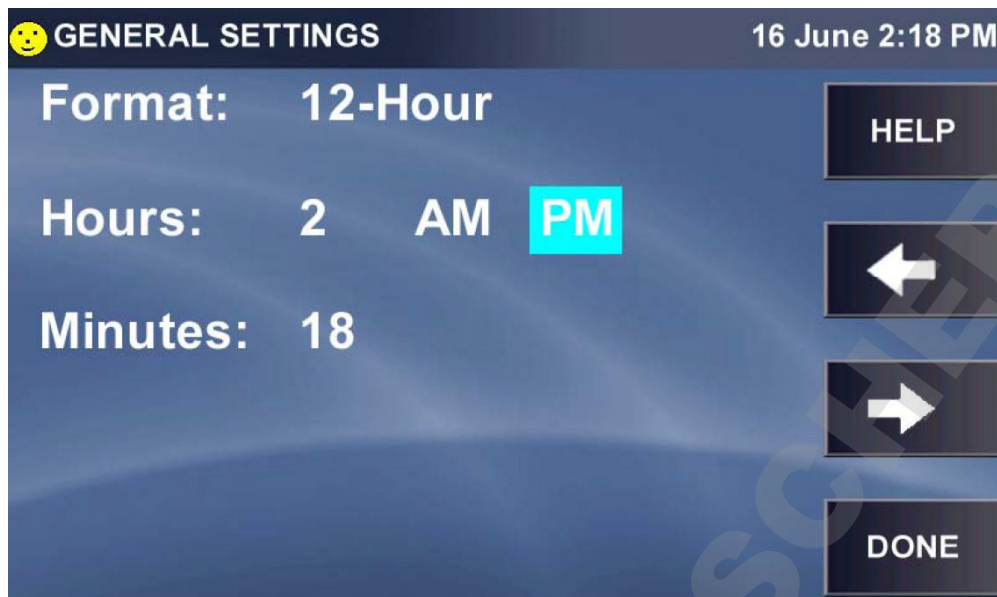 GENERAL SETTINGS 16 June 2:18 PM
Format: 12-Hour
HELP
Hours: 2 AM PM
Minutes: 18
DONE